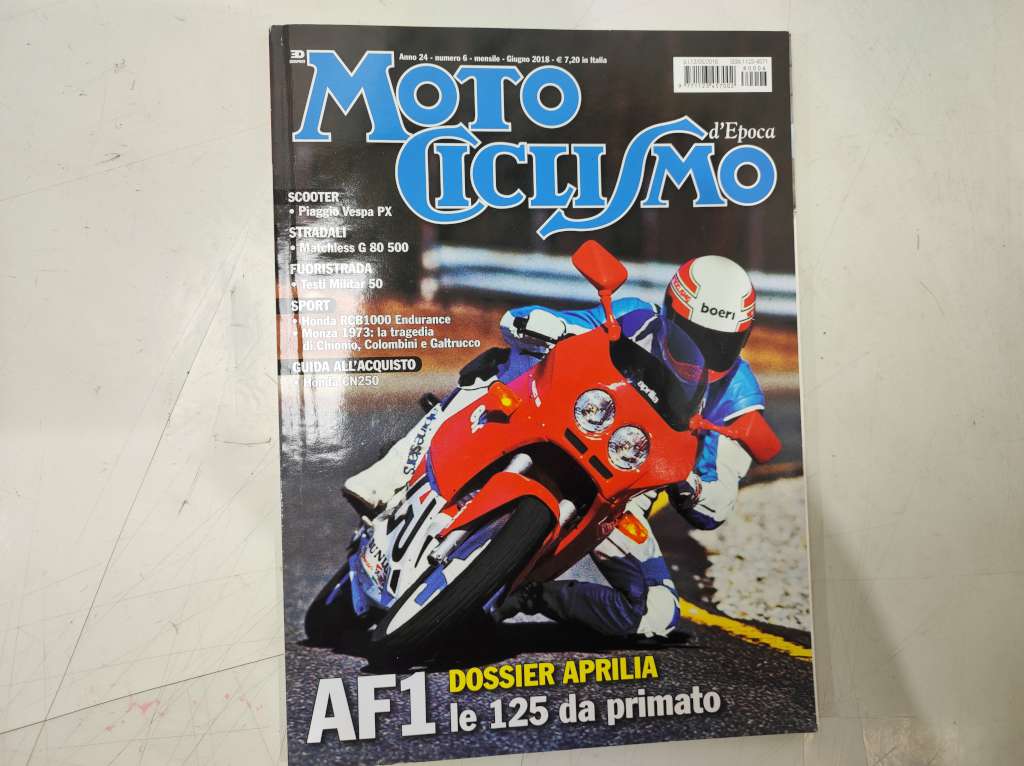 Anno 24 - numero 6 - mensile - Giugno 2018 - € 7,20 in Italia
MOTO
CICLISMO
d'Epoca
SCOOTER
• Piaggio Vespa PX
STRADALI
• Matchless G 80 500
FUORISTRADA
• Testi Militar 50
SPORT
• Honda RCB1000 Endurance
• Monza 1973: la tragedia
di Chionio, Colombini e Galtrucco
GUIDA ALL'ACQUISTO
• Honda CN250
boeri
aprilia
AF1
DOSSIER APRILIA
le 125 da primato